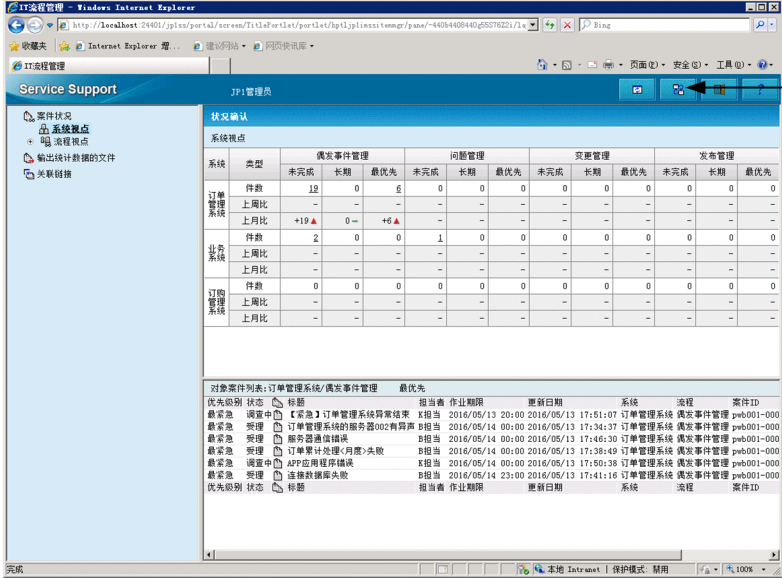 IT流程管理 - Windows Internet Explorer
http://localhost:24401/jplss/portal/screen/TitlePortlet/portlet/hptljplimssitemmgr/pane/-440b4408440g55S76Z2i/la
Bing
收藏夹 Internet Explorer 增... 建议网站 网页快讯库
IT流程管理
页面(P) 安全(S) 工具(O)
Service Support
JP1管理员
案件状况
系统视点
流程视点
输出统计数据的文件
关联链接
状况确认
系统视点
系统 类型 偶发事件管理 问题管理 变更管理 发布管理
未完成 长期 最优先 未完成 长期 最优先 未完成 长期 最优先 未完成 长期 最优先
订单管理系统 件数 19 0 6 0 0 0 0 0 0 0 0 0
上周比 - - - - - - - - - - - -
上月比 +19 0 +6 - - - - - - - - -
业务系统 件数 2 0 0 1 0 0 0 0 0 0 0 0
上周比 - - - - - - - - - - - -
上月比 - - - - - - - - - - - -
订购管理系统 件数 0 0 0 0 0 0 0 0 0 0 0 0
上周比 - - - - - - - - - - - -
上月比 - - - - - - - - - - - -
对象案件列表:订单管理系统/偶发事件管理 最优先
优先级别 状态 标题 担当者 作业期限 更新日期 系统 流程 案件ID
最紧急 调查中 【紧急】订单管理系统异常结束 K担当 2016/05/13 20:00 2016/05/13 17:51:07 订单管理系统 偶发事件管理 pwb001-000
最紧急 受理 订单管理系统的服务器002有异声 B担当 2016/05/14 00:00 2016/05/13 17:34:37 订单管理系统 偶发事件管理 pwb001-000
最紧急 受理 服务器通信错误 B担当 2016/05/14 00:00 2016/05/13 17:46:30 订单管理系统 偶发事件管理 pwb001-000
最紧急 受理 订单累计处理<月度>失败 B担当 2016/05/14 00:00 2016/05/13 17:38:49 订单管理系统 偶发事件管理 pwb001-000
最紧急 调查中 APP应用程序错误 K担当 2016/05/14 00:00 2016/05/13 17:50:38 订单管理系统 偶发事件管理 pwb001-000
最紧急 受理 连接数据库失败 B担当 2016/05/14 23:00 2016/05/13 17:41:16 订单管理系统 偶发事件管理 pwb001-000
优先级别 状态 标题 担当者 作业期限 更新日期 系统 流程 案件ID
完成 本地 Intranet | 保护模式: 禁用 100%